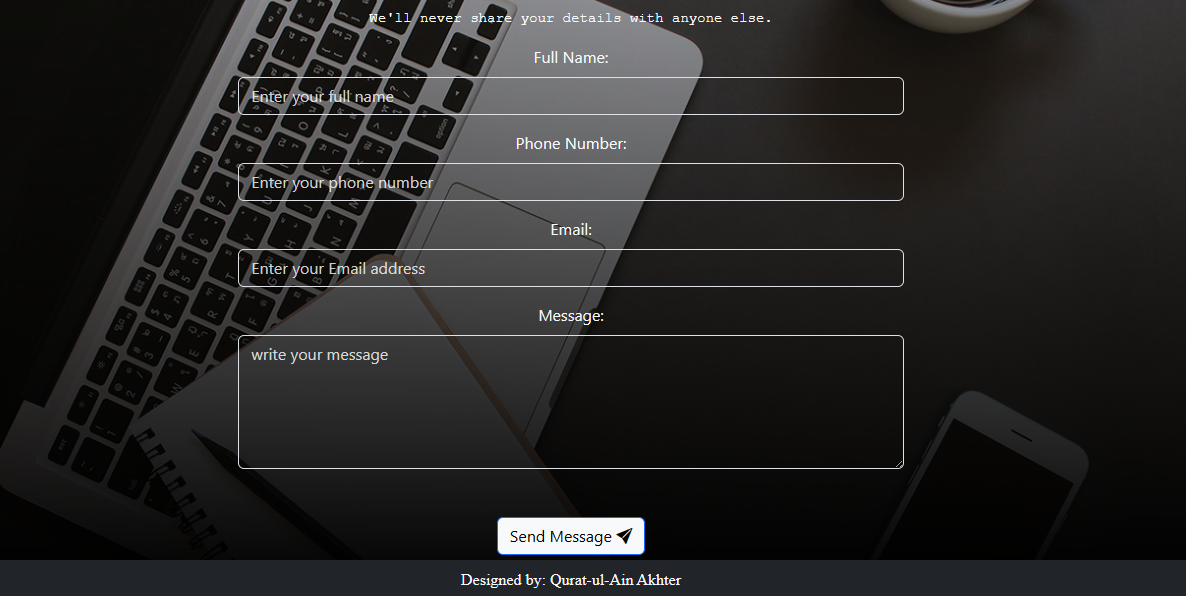 We'll never share your details with anyone else.
Full Name:
Enter your full name
Phone Number:
Enter your phone number
Email:
Enter your Email address
Message:
write your message
Send Message
Designed by: Qurat-ul-Ain Akhter